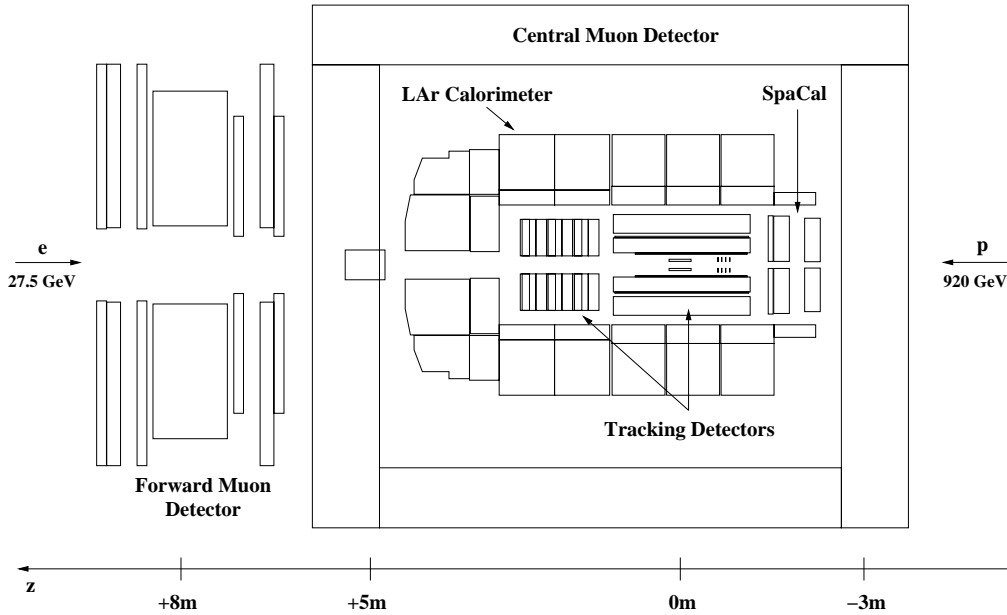 Central Muon Detector
LAr Calorimeter
SpaCal
e
27.5 GeV
p
920 GeV
Tracking Detectors
Forward Muon
Detector
z
+8m
+5m
0m
−3m